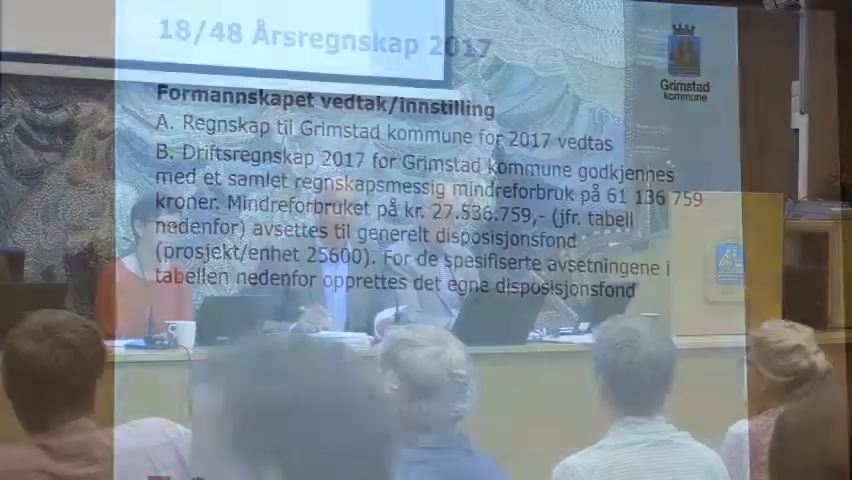 18/48 Årsregnskap 2017
Grimstad
kommune
Formannskapet vedtak/innstilling
A. Regnskap til Grimstad kommune for 2017 vedtas
B. Driftsregnskap 2017 for Grimstad kommune godkjennes
med et samlet regnskapsmessig mindreforbruk på 61 136 759
kroner. Mindreforbruket på kr. 27.536.759,- (jfr. tabell
nedenfor) avsettes til generelt disposisjonsfond
(prosjekt/enhet 25600). For de spesifiserte avsetningene i
tabellen nedenfor opprettes det egne disposisjonsfond